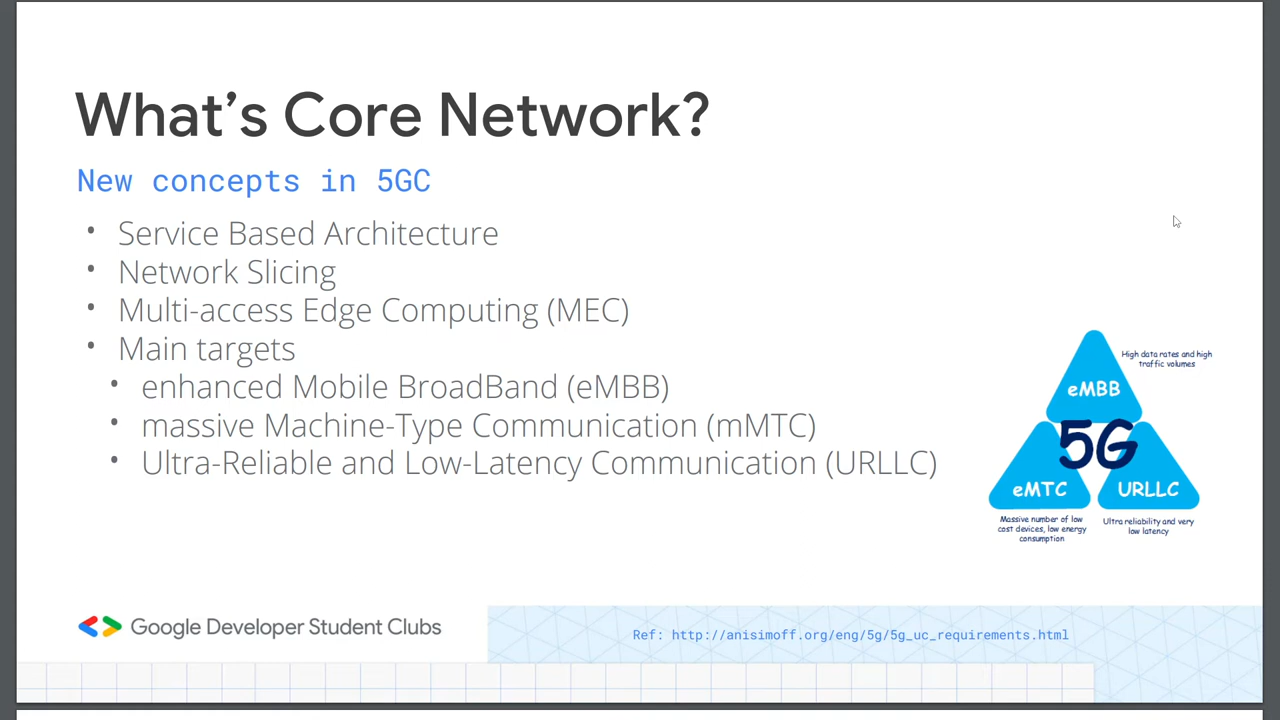 What's Core Network?
New concepts in 5GC
• Service Based Architecture
• Network Slicing
• Multi-access Edge Computing (MEC)
• Main targets
• enhanced Mobile BroadBand (eMBB)
• massive Machine-Type Communication (mMTC)
• Ultra-Reliable and Low-Latency Communication (URLLC)
High data rates and high
traffic volumes
eMBB
5G
eMTC
URLLC
Massive number of low
cost devices, low energy
consumption
Ultra reliability and very
low latency
Google Developer Student Clubs
Ref: http://anisimoff.org/eng/5g/5g_uc_requirements.html